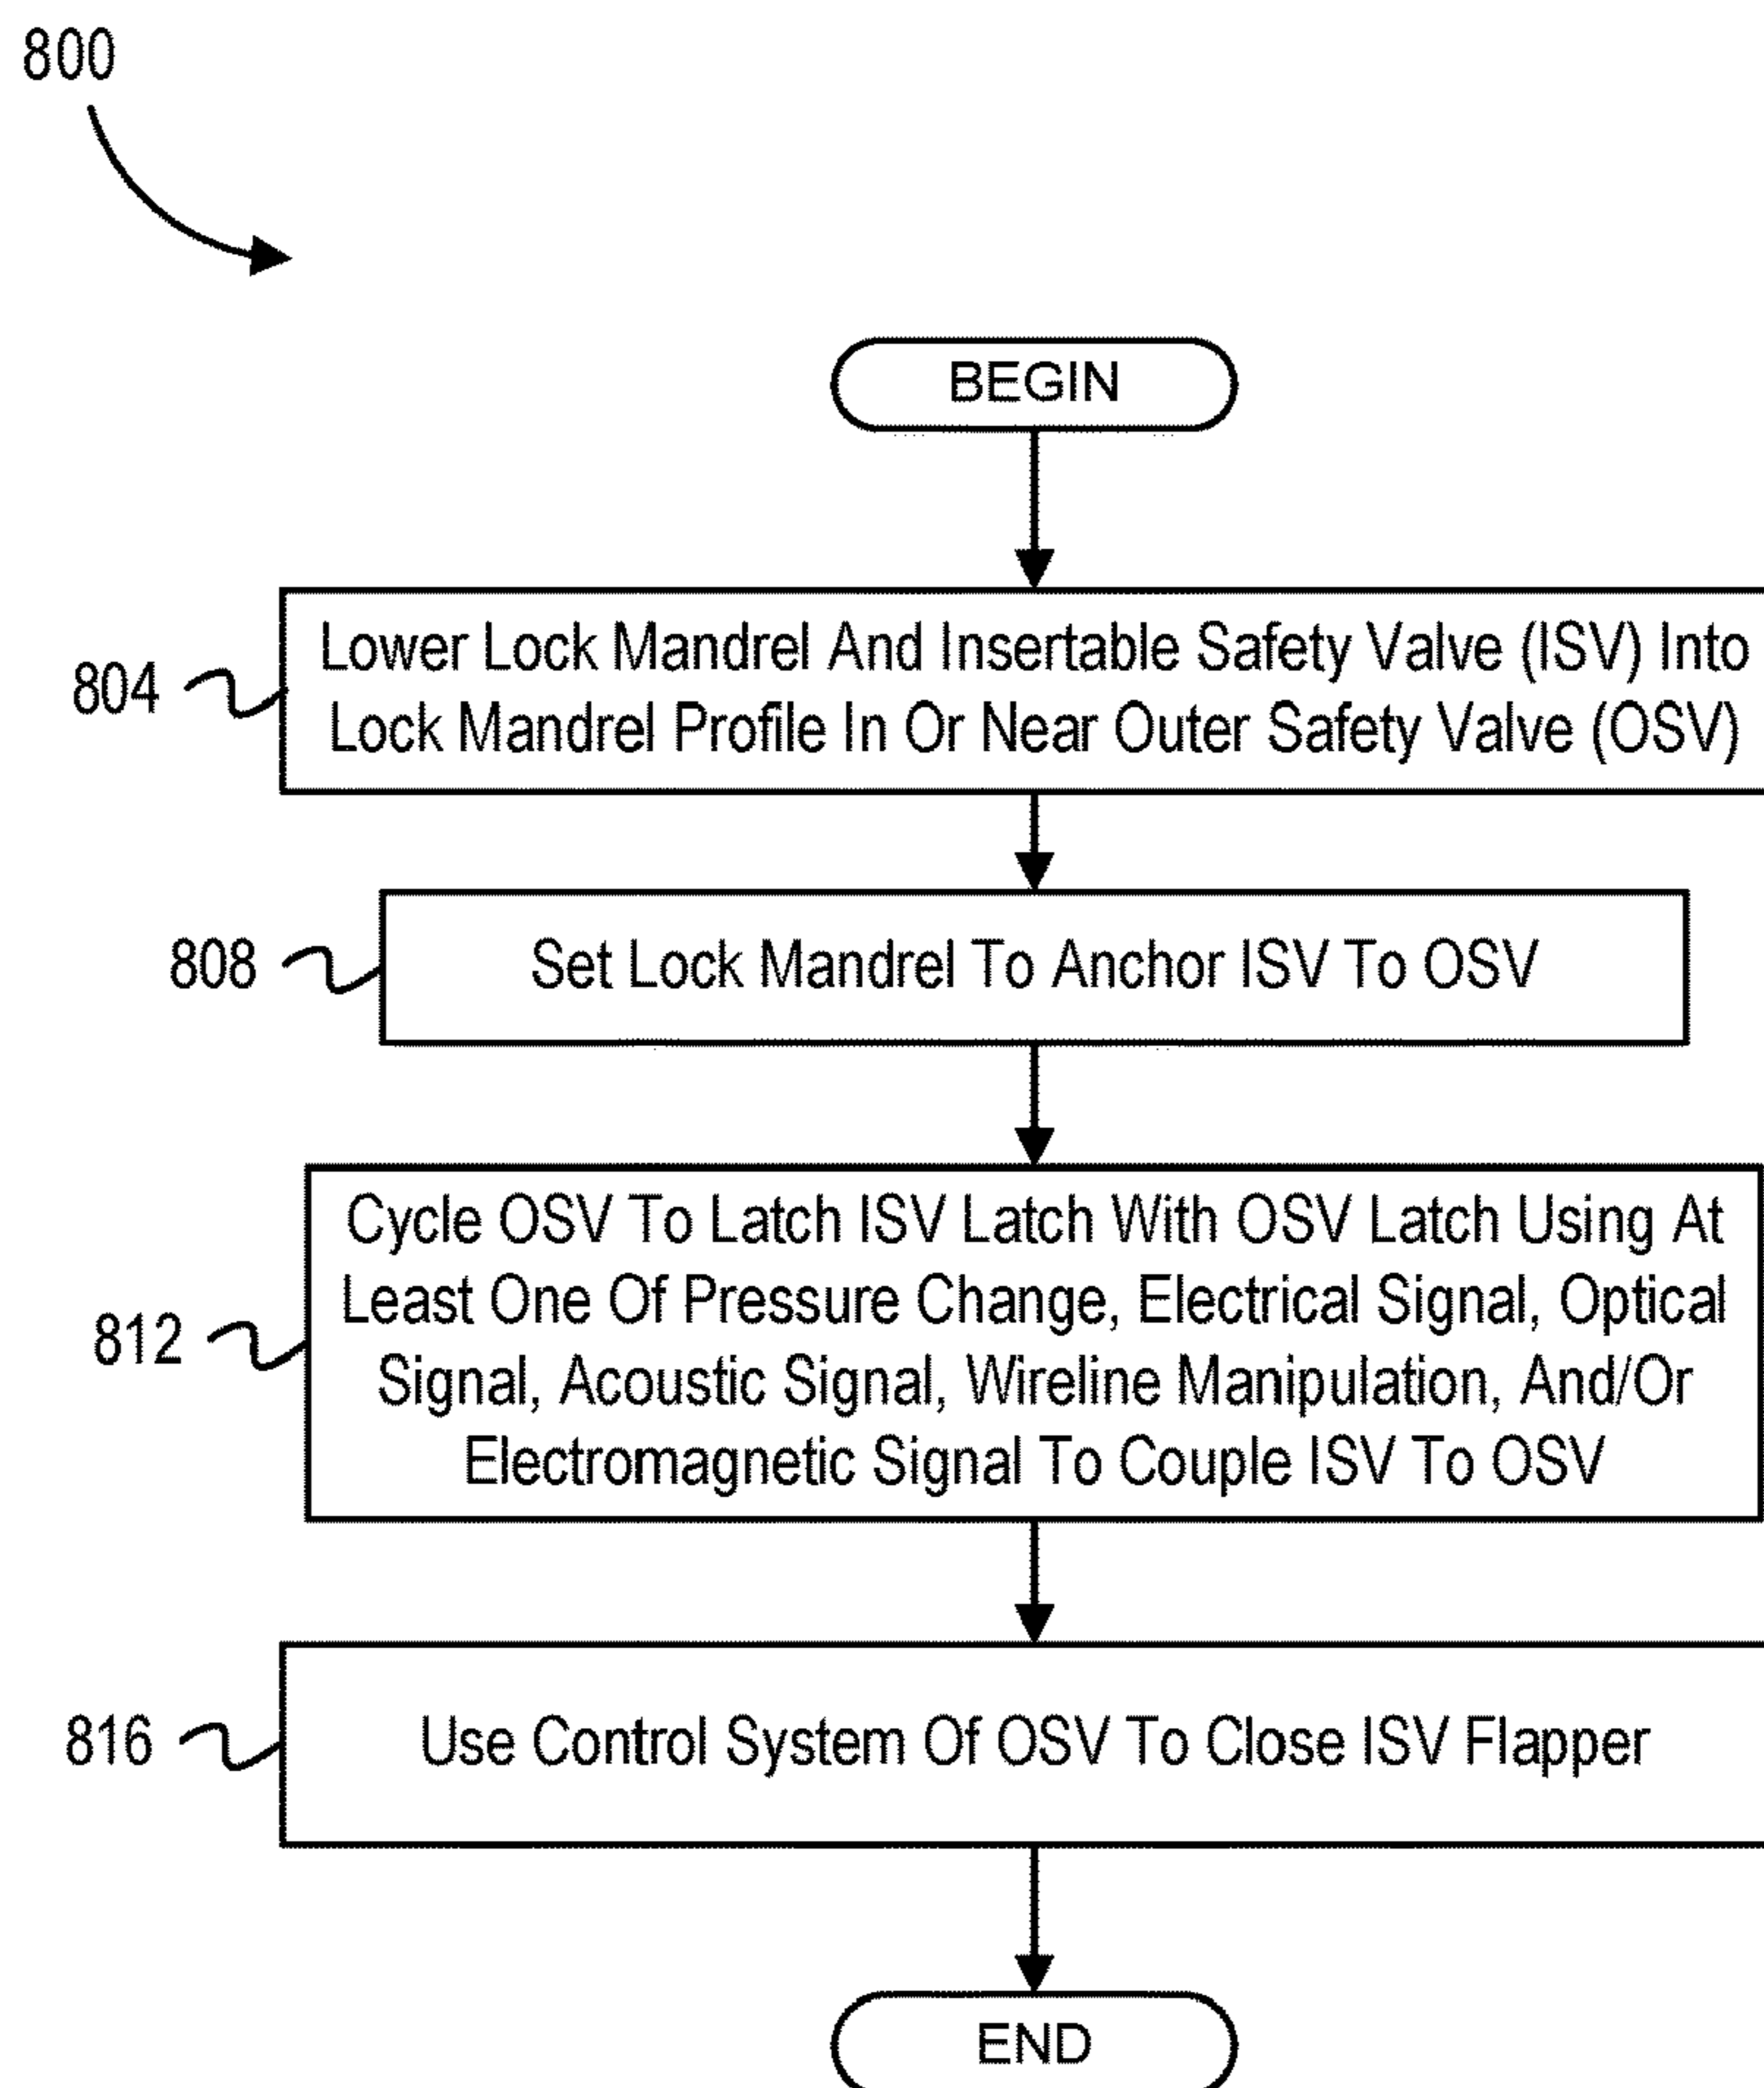 800
BEGIN
Lower Lock Mandrel And Insertable Safety Valve (ISV) Into
804
Lock Mandrel Profile In Or Near Outer Safety Valve (OSV)
808
Set Lock Mandrel To Anchor ISV To OSV
Cycle OSV To Latch ISV Latch With OSV Latch Using At
Least One Of Pressure Change, Electrical Signal, Optical
812
Signal, Acoustic Signal, Wireline Manipulation, And/Or
Electromagnetic Signal To Couple ISV To OSV
816
Use Control System Of OSV To Close ISV Flapper
END